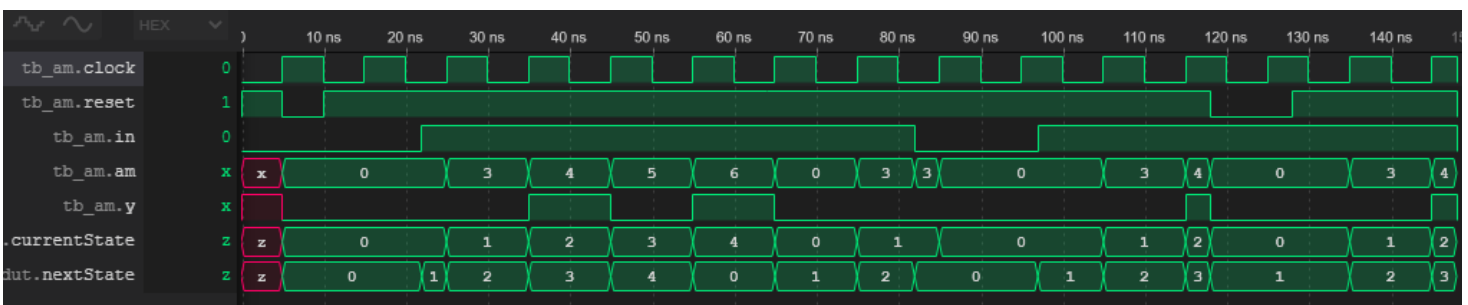 HEX
10 ns 20 ns 30 ns 40 ns 50 ns 60 ns 70 ns 80 ns 90 ns 100 ns 110 ns 120 ns 130 ns 140 ns
tb_am.clock 0
tb_am.reset 1
tb_am.in 0
tb_am.am x x 0 3 4 5 6 0 3 3 0 3 4 0 3 4
tb_am.y x
.currentState z z 0 1 2 3 4 0 1 0 1 2 0 1 2
dut.nextState z z 0 1 2 3 4 0 1 2 0 1 2 3 1 2 3